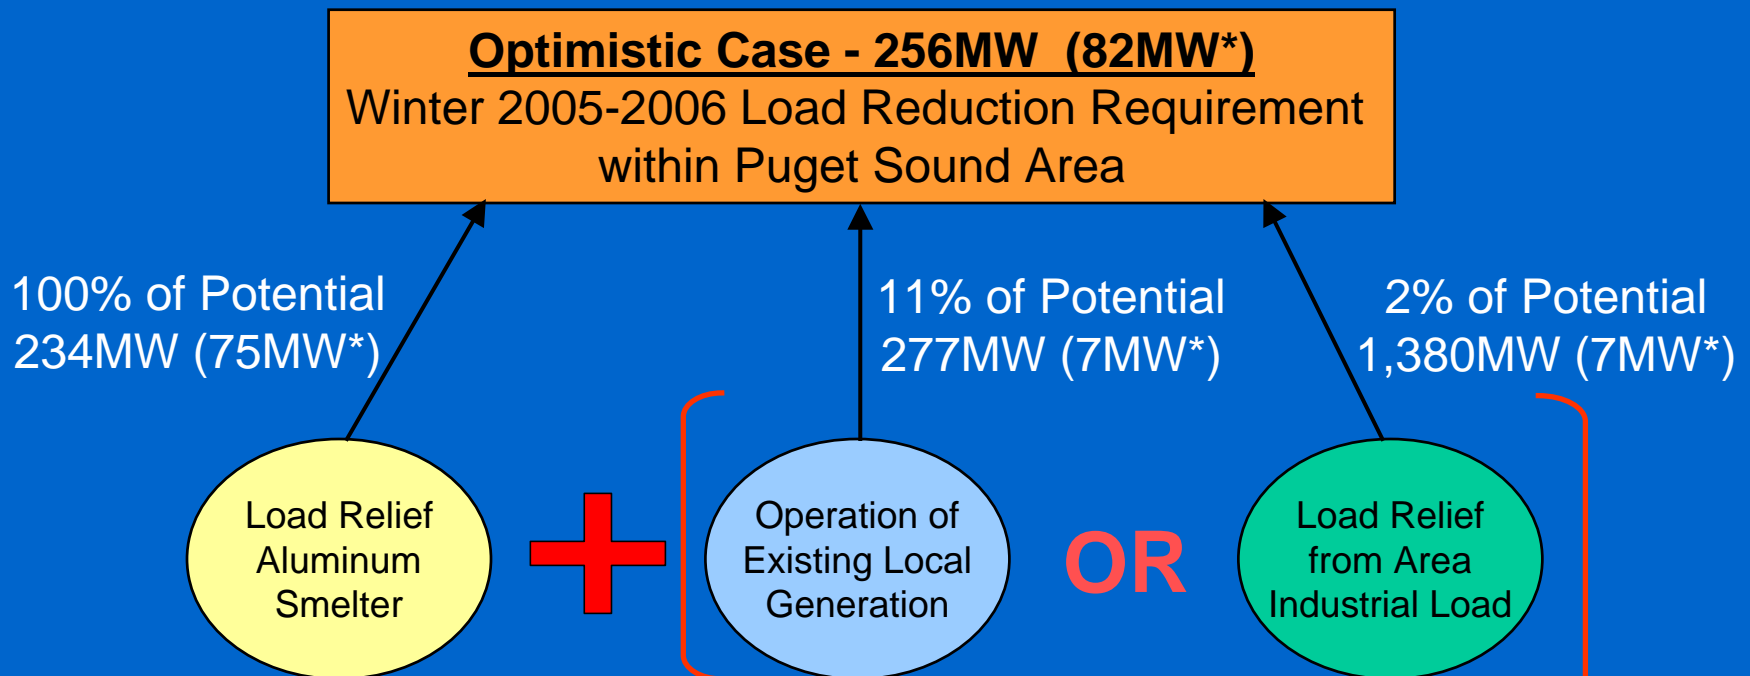 Optimistic Case - 256MW (82MW*)
Winter 2005-2006 Load Reduction Requirement
within Puget Sound Area
100% of Potential
234MW (75MW*)
11% of Potential
277MW (7MW*)
2% of Potential
1,380MW (7MW*)
Load Relief
Aluminum
Smelter
Operation of
Existing Local
Generation
OR
Load Relief
from Area
Industrial Load